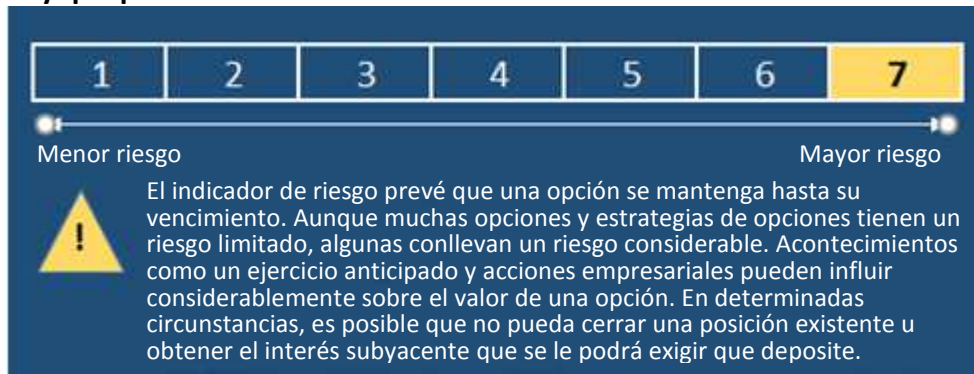 1 2 3 4 5 6 7
Menor riesgo Mayor riesgo
El indicador de riesgo prevé que una opción se mantenga hasta su
vencimiento. Aunque muchas opciones y estrategias de opciones tienen un
riesgo limitado, algunas conllevan un riesgo considerable. Acontecimientos
como un ejercicio anticipado y acciones empresariales pueden influir
considerablemente sobre el valor de una opción. En determinadas
circunstancias, es posible que no pueda cerrar una posición existente u
obtener el interés subyacente que se le podrá exigir que deposite.